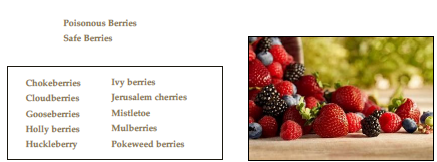 Poisonous Berries
Safe Berries
Chokeberries Ivy berries
Cloudberries Jerusalem cherries
Gooseberries Mistletoe
Holly berries Mulberries
Huckleberry Pokeweed berries